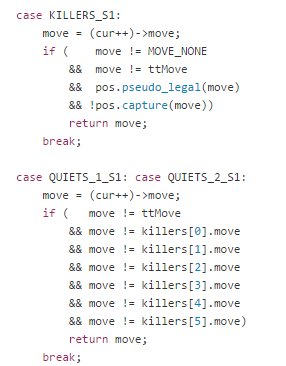 case KILLERS_S1:
    move = (cur++)->move;
    if (    move != MOVE_NONE
        &&  move != ttMove
        &&  pos.pseudo_legal(move)
        && !pos.capture(move))
        return move;
    break;

case QUIETS_1_S1: case QUIETS_2_S1:
    move = (cur++)->move;
    if (   move != ttMove
        && move != killers[0].move
        && move != killers[1].move
        && move != killers[2].move
        && move != killers[3].move
        && move != killers[4].move
        && move != killers[5].move)
        return move;
    break;